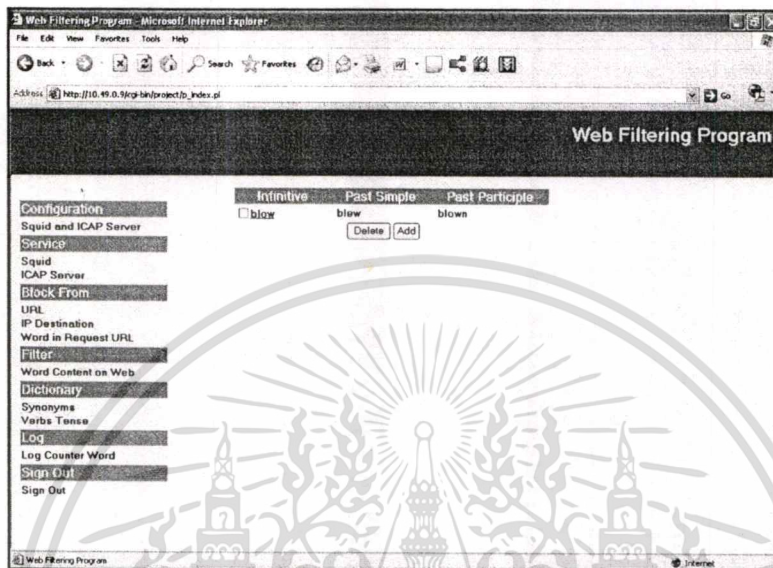 Web Filtering Program - Microsoft Internet Explorer
File Edit View Favorites Tools Help
Back Search Favorites
Address http://10.49.0.9/cgi-bin/project/p_index.pl Go
Web Filtering Program
Infinitive Past Simple Past Participle
blow blew blown
Delete Add
Configuration
Squid and ICAP Server
Service
Squid
ICAP Server
Block From
URL
IP Destination
Word in Request URL
Filter
Word Content on Web
Dictionary
Synonyms
Verbs Tense
Log
Log Counter Word
Sign Out
Sign Out
Web Filtering Program Internet